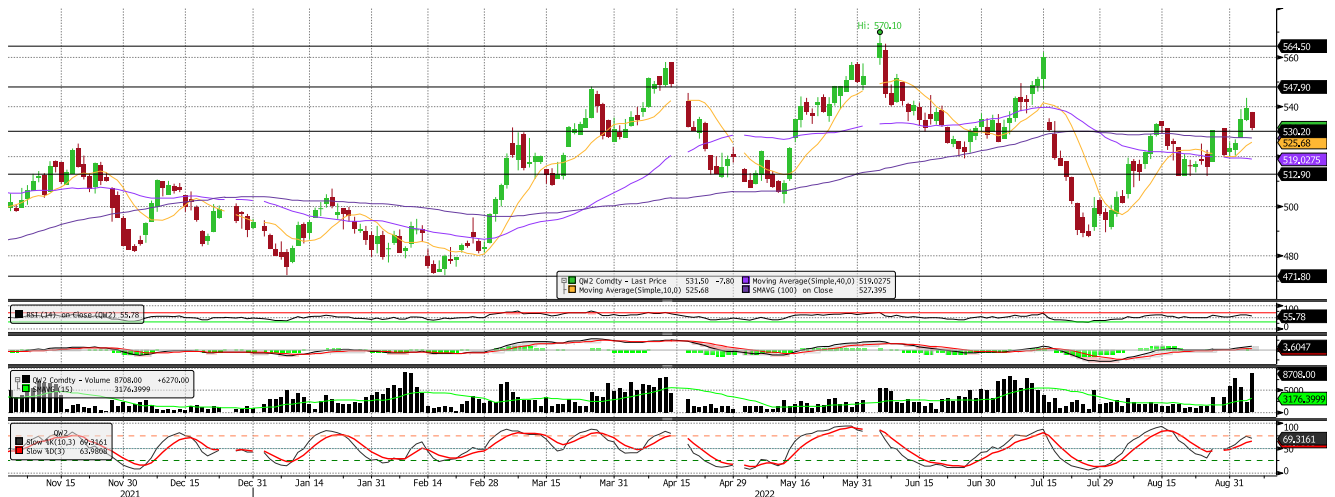 Hi: 570.10
564.50
560
547.90
540
530.20
525.68
519.0275
512.90
500
480
471.80
QW2 Comdty - Last Price 531.50 -7.80 Moving Average(Simple,40,0) 519.0275
Moving Average(Simple,10,0) 525.68 SMAVG (100) on Close 527.395
RSI (14) on Close (QW2) 55.78
100
55.78
0
3.6047
QW2 Comdty - Volume 8708.00 +6270.00
SMAVG (15) 3176.3999
8708.00
5000
3176.3999
0
QW2
Slow %K(10,3) 69.3161
Slow %D(3) 63.9808
100
69.3161
50
0
Nov 15 Nov 30 Dec 15 Dec 31 Jan 14 Jan 31 Feb 14 Feb 28 Mar 15 Mar 31 Apr 15 Apr 29 May 16 May 31 Jun 15 Jun 30 Jul 15 Jul 29 Aug 15 Aug 31
2021 2022